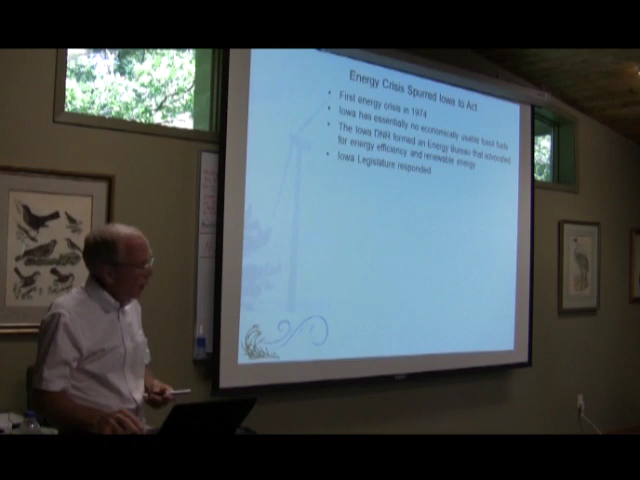 Energy Crisis Spurred Iowa to Act
• First energy crisis in 1974
• Iowa has essentially no economically usable fossil fuels
• The Iowa DNR formed an Energy Bureau that advocated
for energy efficiency and renewable energy
• Iowa Legislature responded